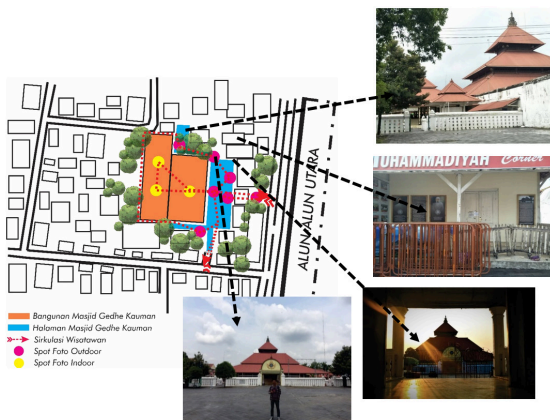 MUHAMMADIYAH Corner
ALUN-ALUN UTARA
Bangunan Masjid Gedhe Kauman
Halaman Masjid Gedhe Kauman
Sirkulasi Wisatawan
Spot Foto Outdoor
Spot Foto Indoor